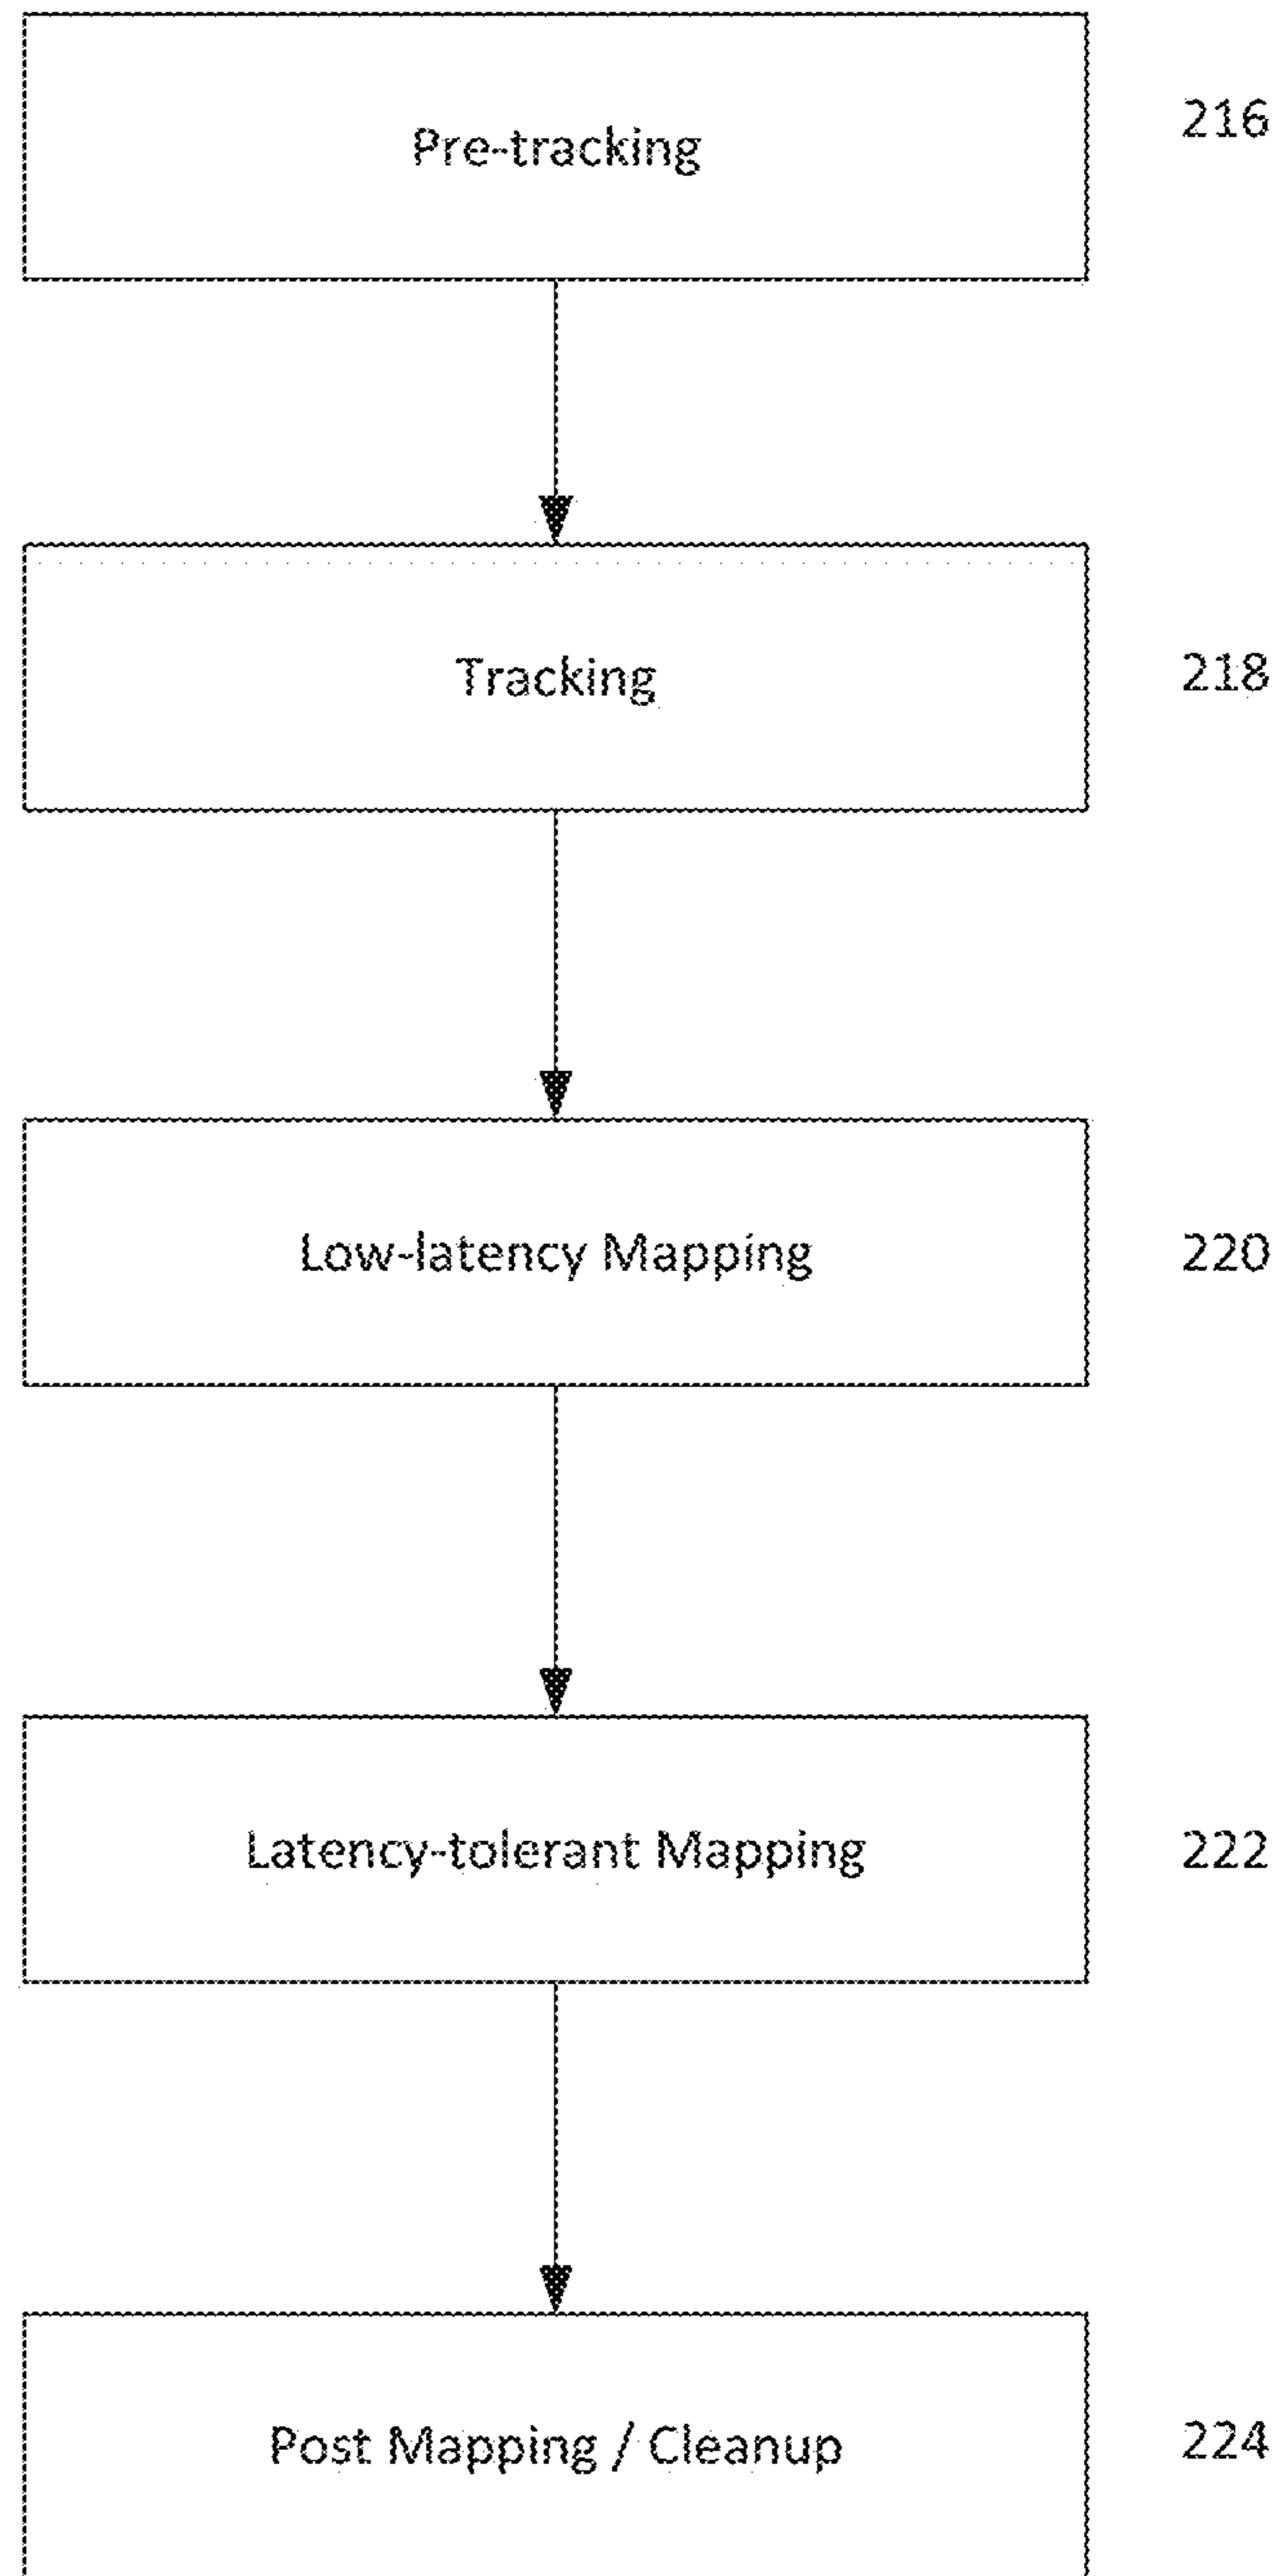 Pre-tracking
216
Tracking
218
Low-latency Mapping
220
Latency-tolerant Mapping
222
Post Mapping / Cleanup
224